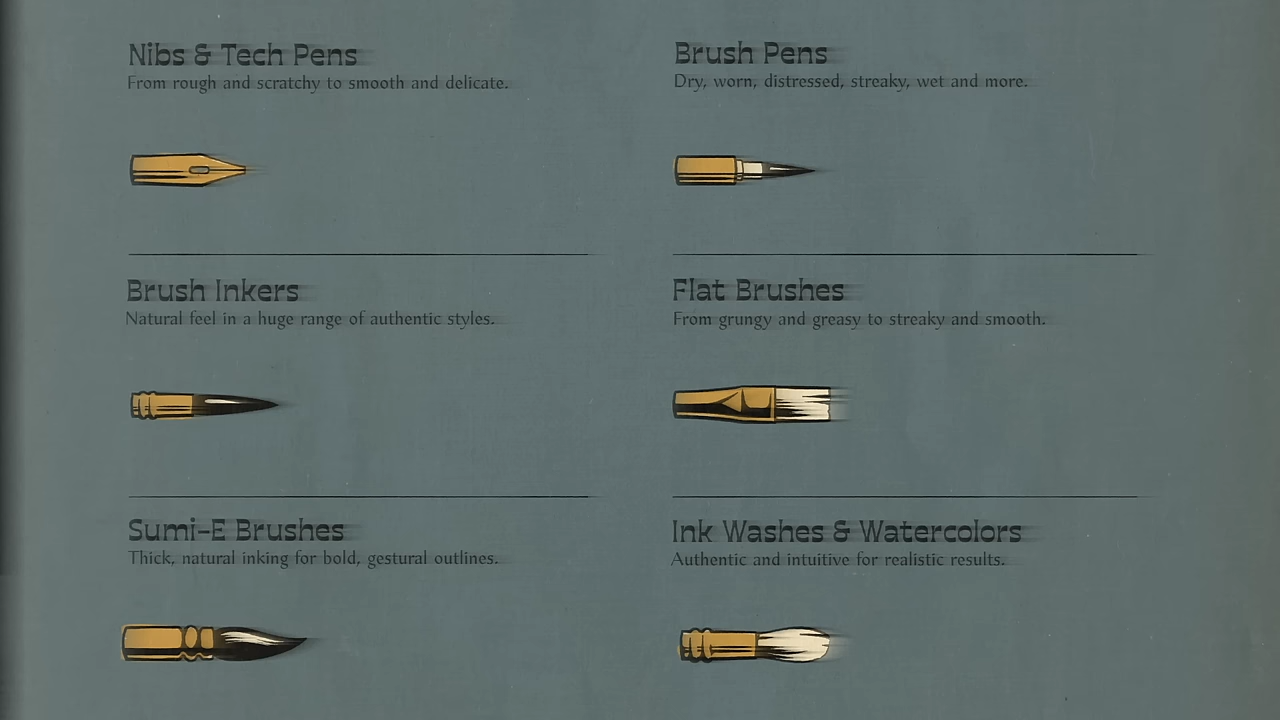 Nibs & Tech Pens
From rough and scratchy to smooth and delicate.
Brush Pens
Dry, worn, distressed, streaky, wet and more.
Brush Inkers
Natural feel in a huge range of authentic styles.
Flat Brushes
From grungy and greasy to streaky and smooth.
Sumi-E Brushes
Thick, natural inking for bold, gestural outlines.
Ink Washes & Watercolors
Authentic and intuitive for realistic results.